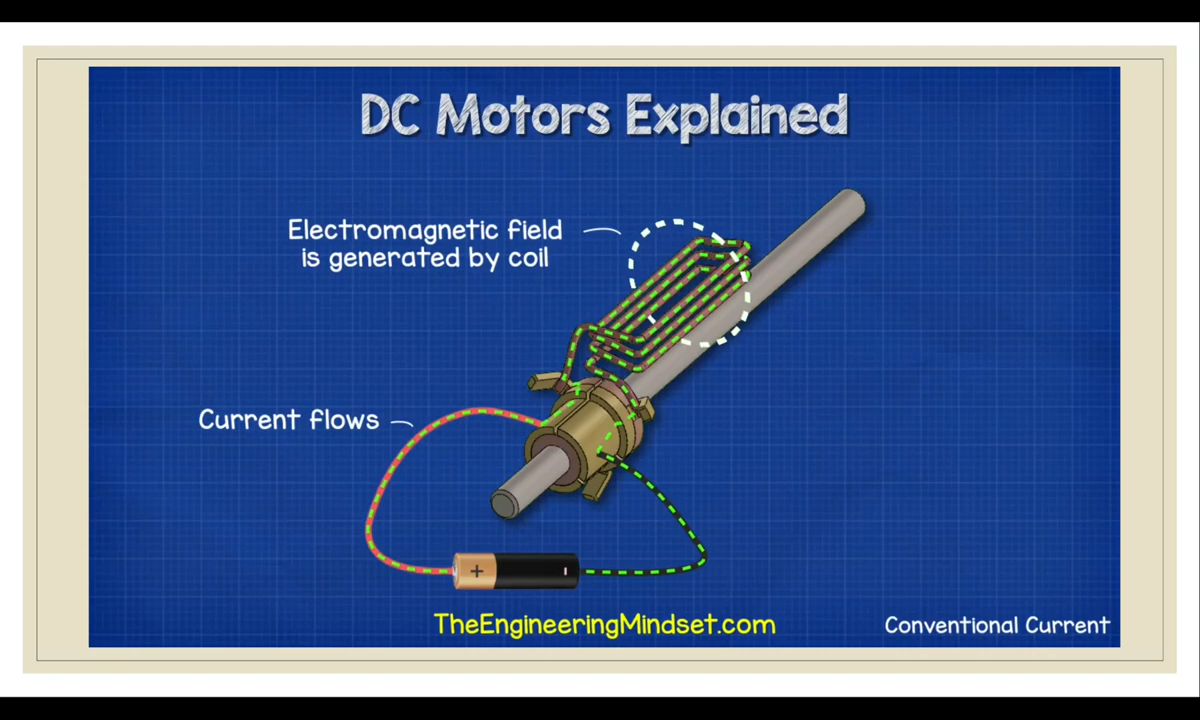 DC Motors Explained
Electromagnetic field
is generated by coil
Current flows
+
-
TheEngineeringMindset.com
Conventional Current